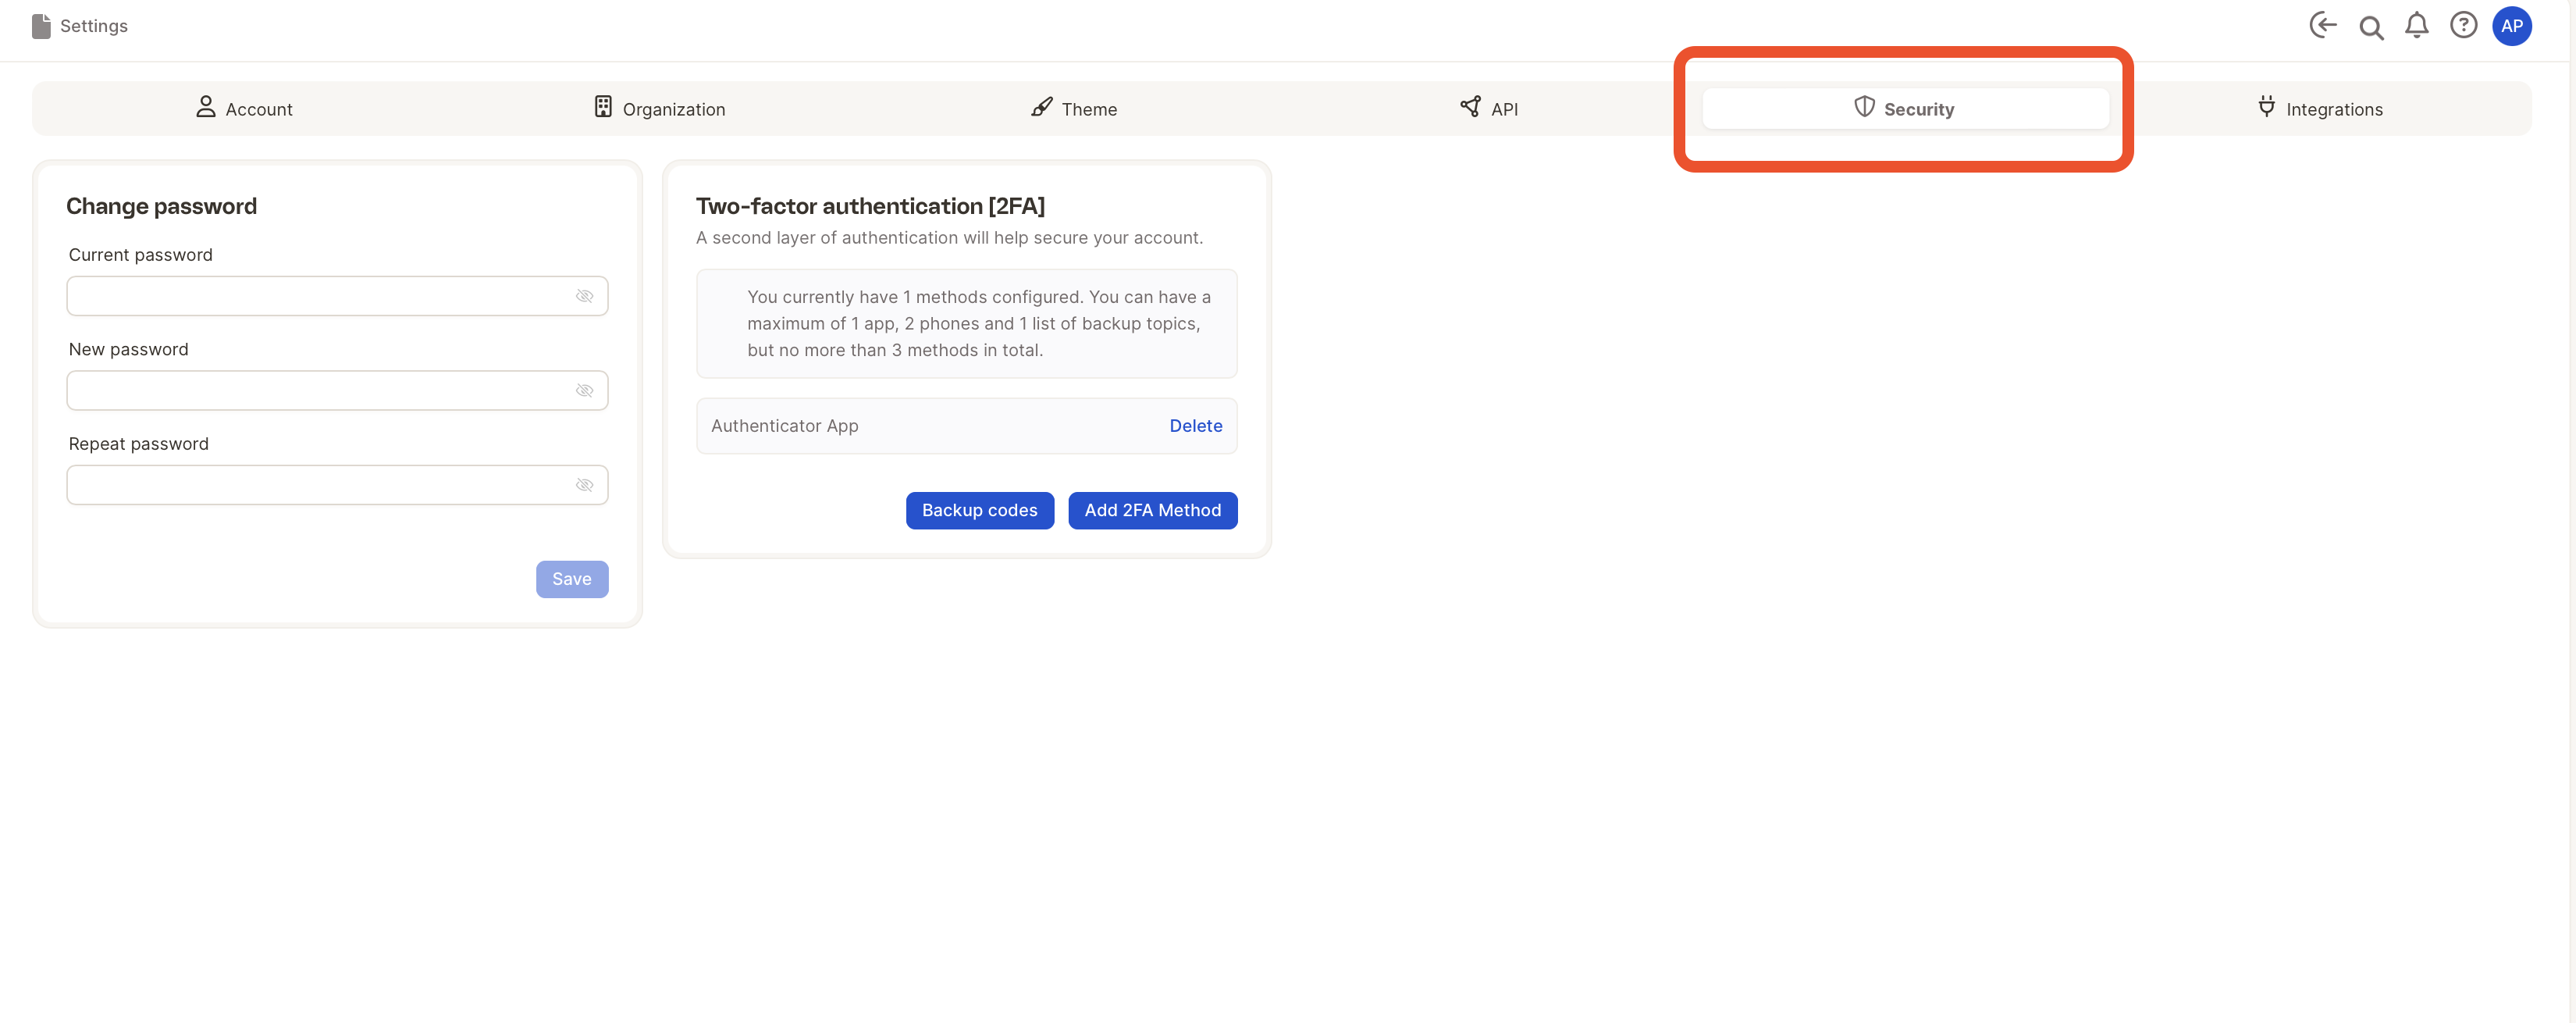 Settings
AP
Account
Organization
Theme
API
Security
Integrations
Change password
Current password
New password
Repeat password
Save
Two-factor authentication [2FA]
A second layer of authentication will help secure your account.
You currently have 1 methods configured. You can have a
maximum of 1 app, 2 phones and 1 list of backup topics,
but no more than 3 methods in total.
Authenticator App
Delete
Backup codes
Add 2FA Method